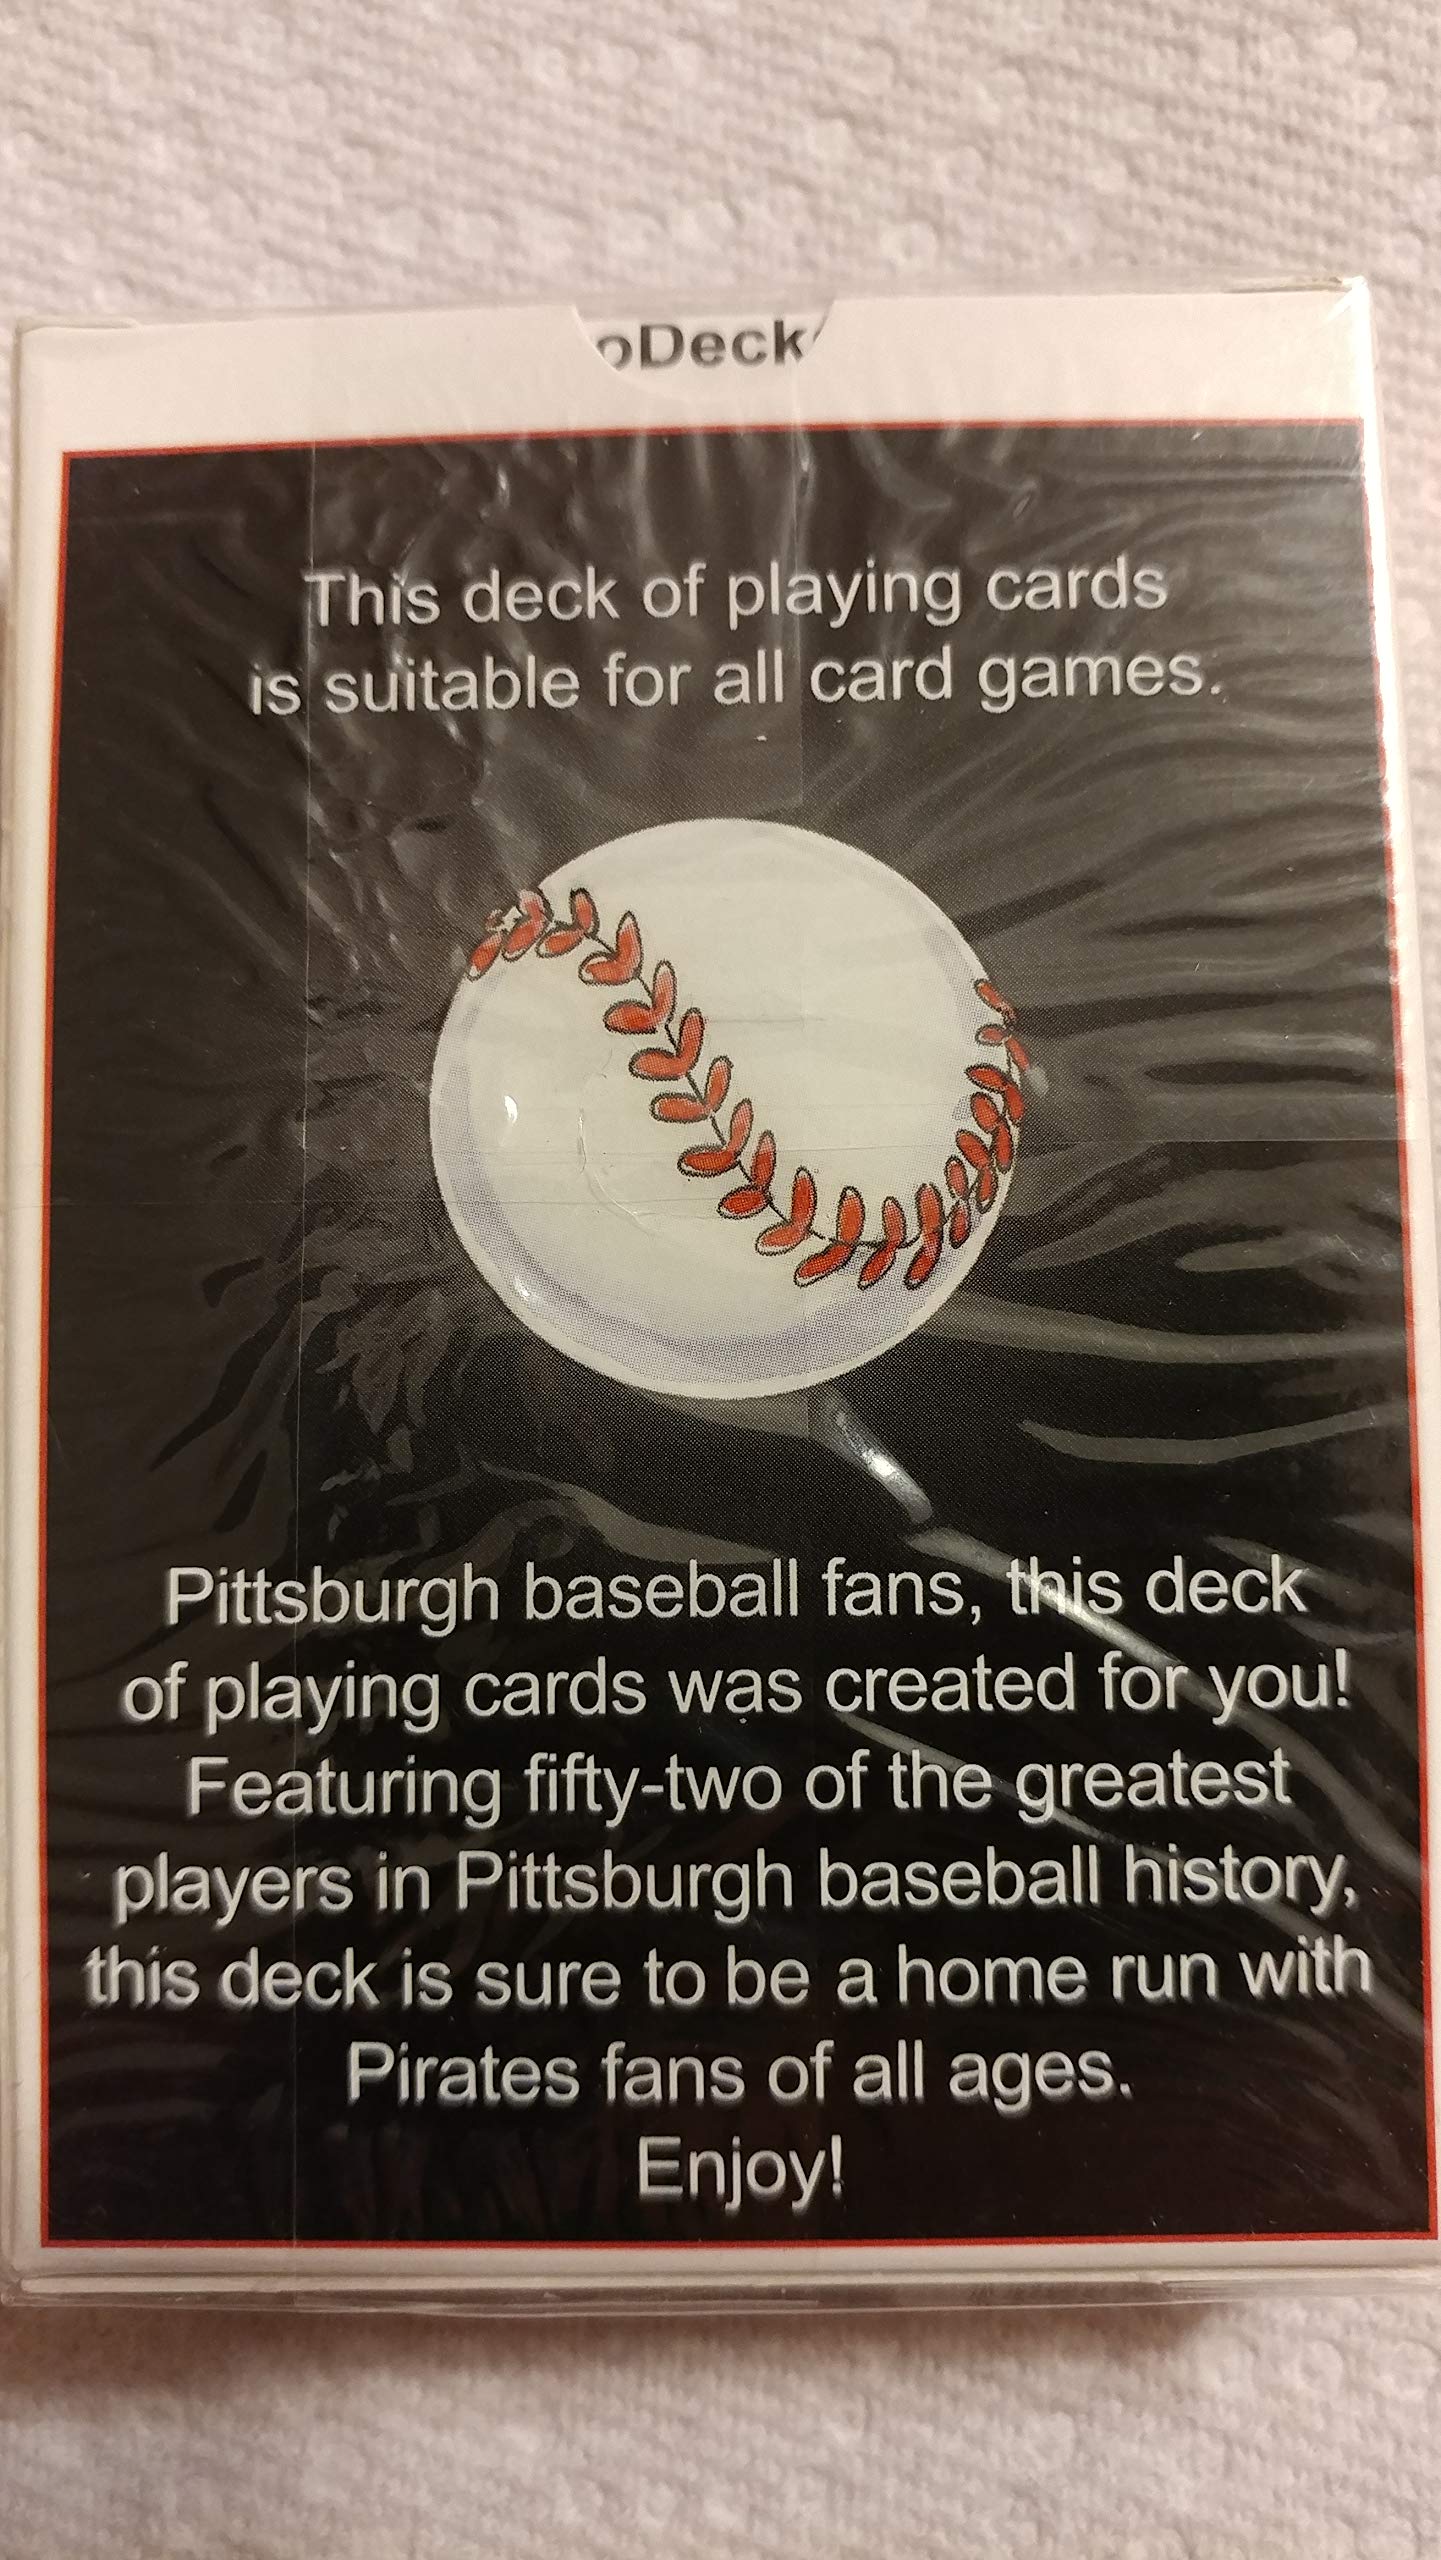 oDeck
This deck of playing cards
is suitable for all card games.
Pittsburgh baseball fans, this deck
of playing cards was created for you!
Featuring fifty-two of the greatest
players in Pittsburgh baseball history,
this deck is sure to be a home run with
Pirates fans of all ages.
Enjoy!